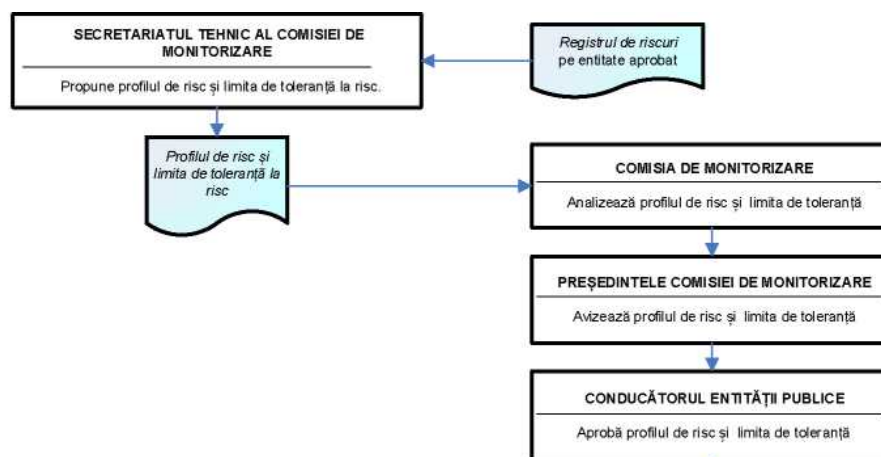 SECRETARIATUL TEHNIC AL COMISIEI DE
MONITORIZARE
Propune profilul de risc și limita de toleranță la risc.
Registrul de riscuri
pe entitate aprobat
Profilul de risc și
limita de toleranță la
risc
COMISIA DE MONITORIZARE
Analizează profilul de risc și limita de toleranță
PREȘEDINTELE COMISIEI DE MONITORIZARE
Avizează profilul de risc și limita de toleranță
CONDUCĂTORUL ENTITĂȚII PUBLICE
Aprobă profilul de risc și limita de toleranță